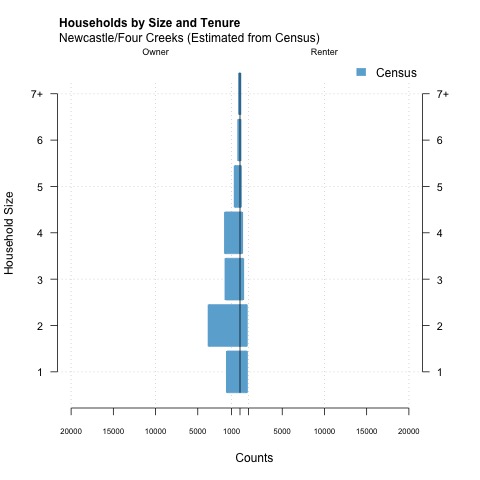 Households by Size and Tenure
Newcastle/Four Creeks (Estimated from Census)
Owner Renter
Census
7+ 7+
6 6
5 5
4 4
3 3
2 2
1 1
Household Size
20000 15000 10000 5000 1000 5000 10000 15000 20000
Counts